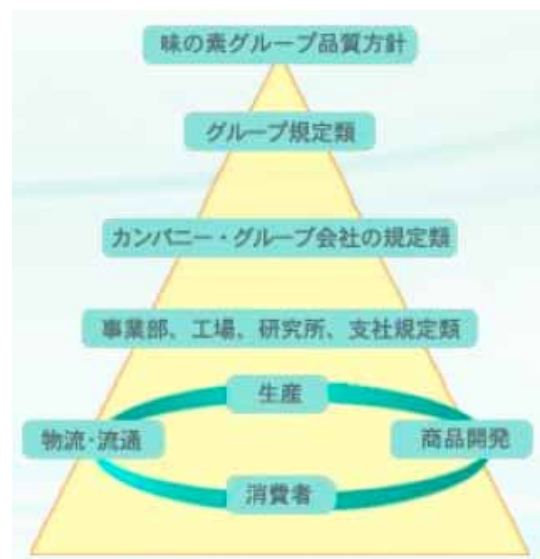 味の素グループ品質方針
グループ規定類
カンパニー・グループ会社の規定類
事業部、工場、研究所、支社規定類
生産
物流・流通
商品開発
消費者